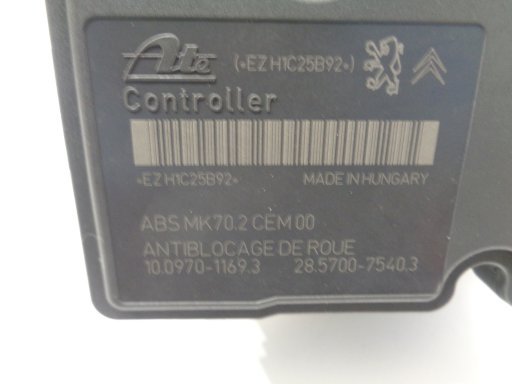 Ate (*EZ H1C25B92*)
Controller
*EZ H1C25B92* MADE IN HUNGARY
ABS MK70.2 CEM 00
ANTIBLOCAGE DE ROUE
10.0970-1169.3 28.5700-7540.3